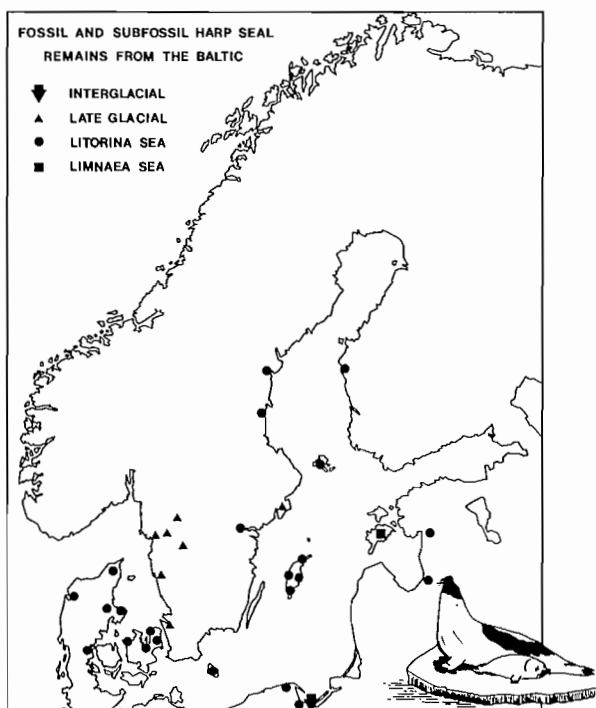 FOSSIL AND SUBFOSSIL HARP SEAL
REMAINS FROM THE BALTIC
INTERGLACIAL
LATE GLACIAL
LITORINA SEA
LIMNAEA SEA